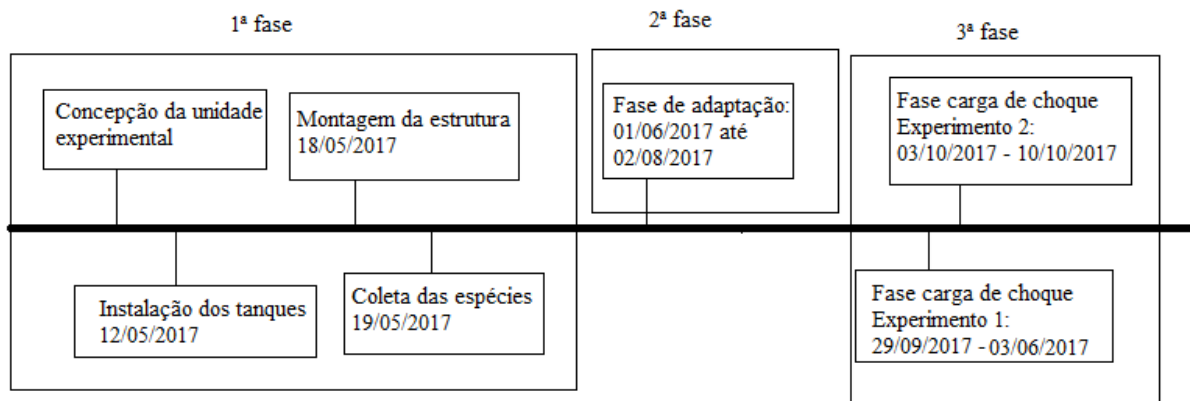 1ª fase
2ª fase
3ª fase
Concepção da unidade
experimental
Montagem da estrutura
18/05/2017
Fase de adaptação:
01/06/2017 até
02/08/2017
Fase carga de choque
Experimento 2:
03/10/2017 - 10/10/2017
Instalação dos tanques
12/05/2017
Coleta das espécies
19/05/2017
Fase carga de choque
Experimento 1:
29/09/2017 - 03/06/2017